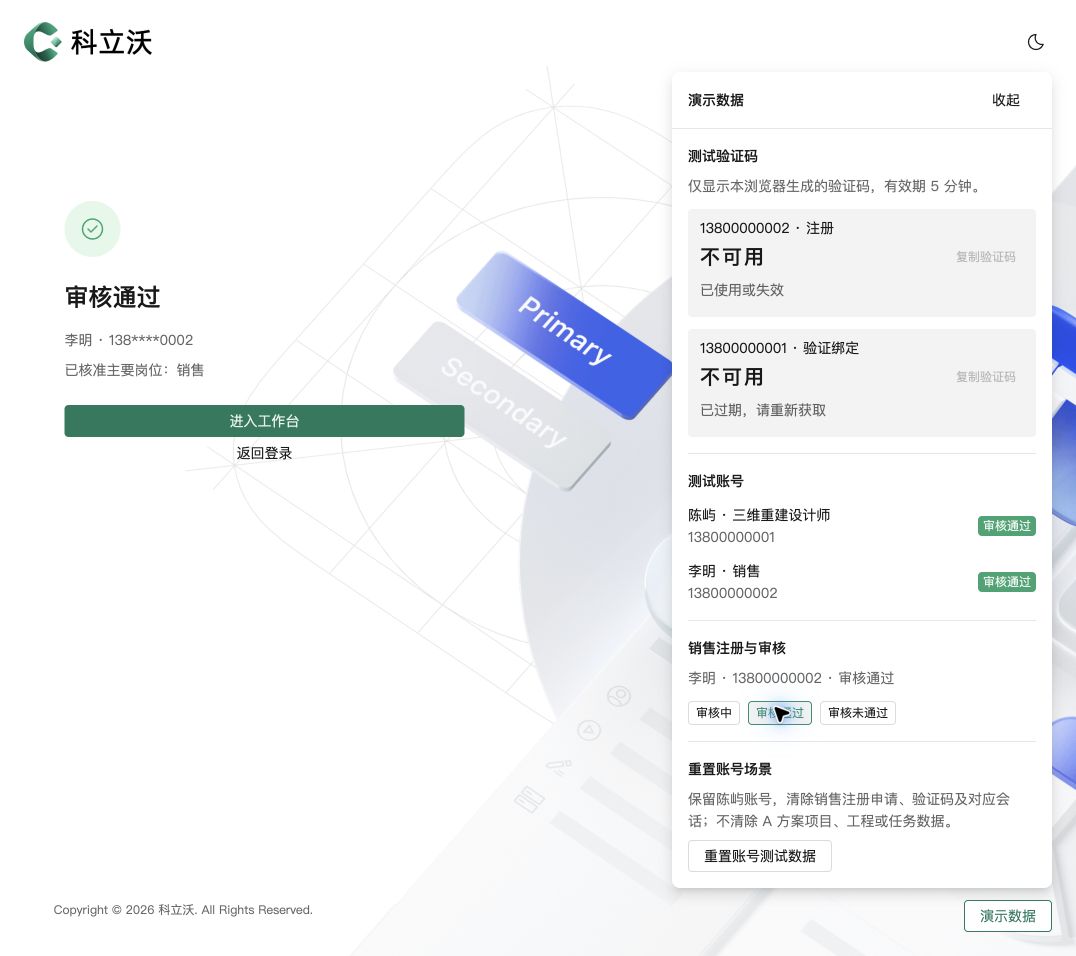 科立沃
审核通过
李明 · 138****0002
已核准主要岗位：销售
进入工作台
返回登录
Primary
Secondary
演示数据
收起
测试验证码
仅显示本浏览器生成的验证码，有效期 5 分钟。
13800000002 · 注册
不可用
复制验证码
已使用或失效
13800000001 · 验证绑定
不可用
复制验证码
已过期，请重新获取
测试账号
陈屿 · 三维重建设计师
13800000001
审核通过
李明 · 销售
13800000002
审核通过
销售注册与审核
李明 · 13800000002 · 审核通过
审核中
审核通过
审核未通过
重置账号场景
保留陈屿账号，清除销售注册申请、验证码及对应会
话；不清除 A 方案项目、工程或任务数据。
重置账号测试数据
Copyright © 2026 科立沃. All Rights Reserved.
演示数据